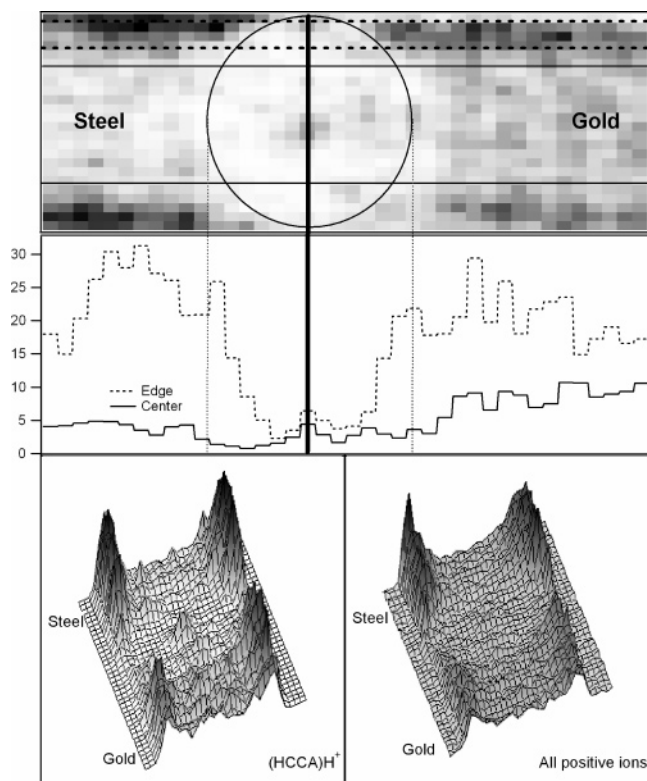 Steel
Gold
30
25
20
15
10
5
0
Edge
Center
Steel
Gold
(HCCA)H+
Steel
Gold
All positive ions